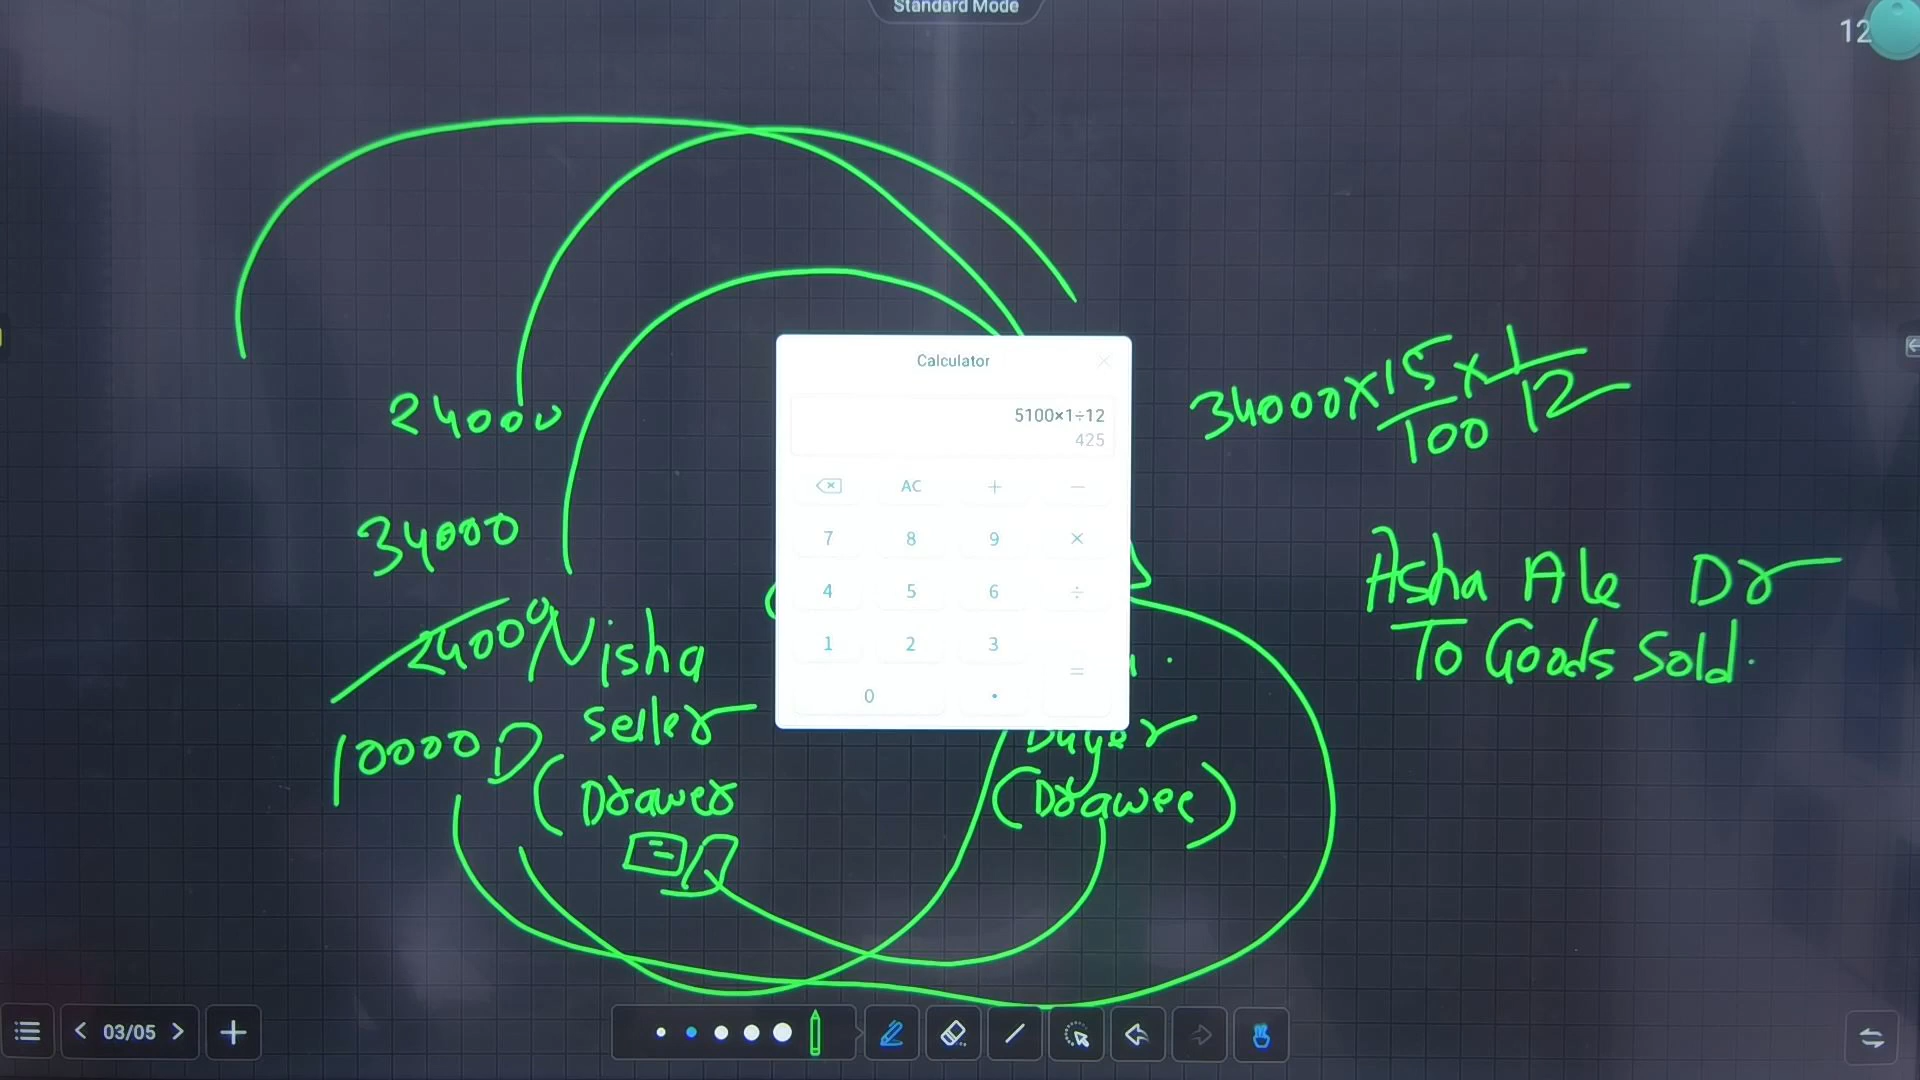 Standard Mode
12
Calculator
5100×1÷12
425
AC + −
7 8 9 ×
4 5 6 ÷
1 2 3
0 . =
24000
34000
24000
10000
Nisha
Seller
(Drawer
Buyer
(Drawee)
34000×15/100×1/12
Asha A/c Dr
To Goods Sold.
03/05